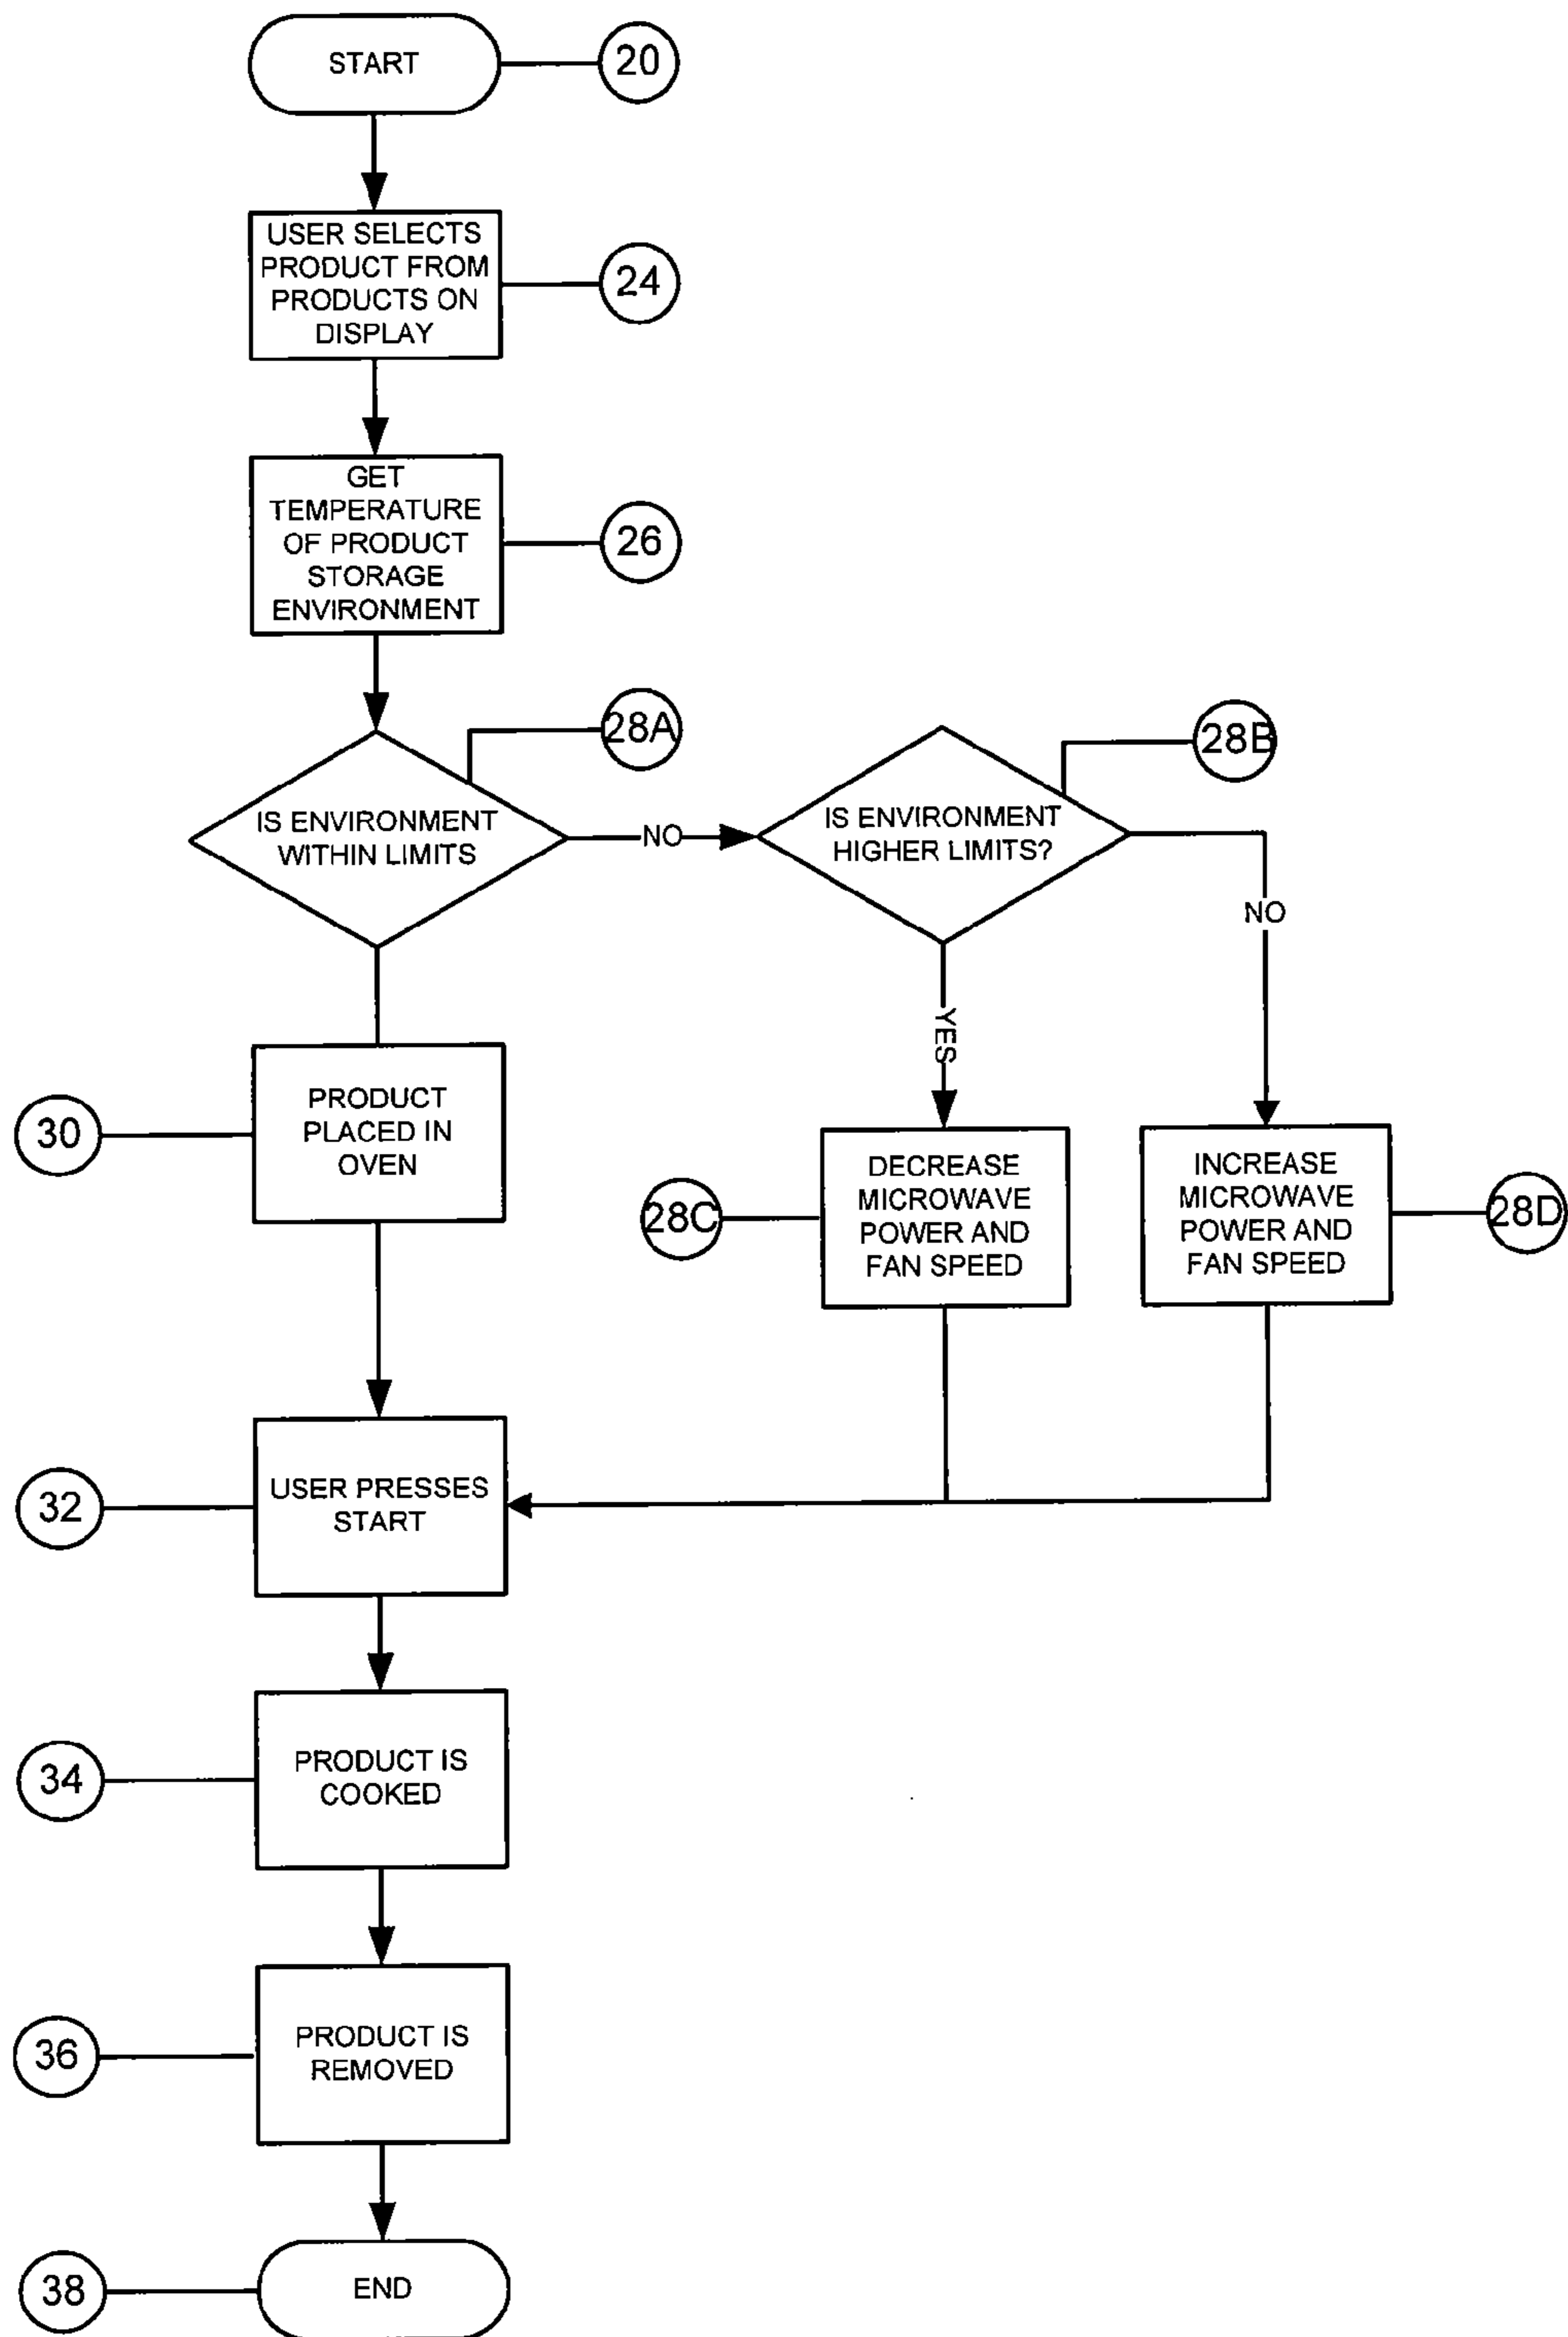 START
20
USER SELECTS
PRODUCT FROM
PRODUCTS ON
DISPLAY
24
GET
TEMPERATURE
OF PRODUCT
STORAGE
ENVIRONMENT
26
28A
28B
IS ENVIRONMENT
WITHIN LIMITS
NO
IS ENVIRONMENT
HIGHER LIMITS?
NO
YES
30
PRODUCT
PLACED IN
OVEN
28C
DECREASE
MICROWAVE
POWER AND
FAN SPEED
INCREASE
MICROWAVE
POWER AND
FAN SPEED
28D
32
USER PRESSES
START
34
PRODUCT IS
COOKED
36
PRODUCT IS
REMOVED
38
END